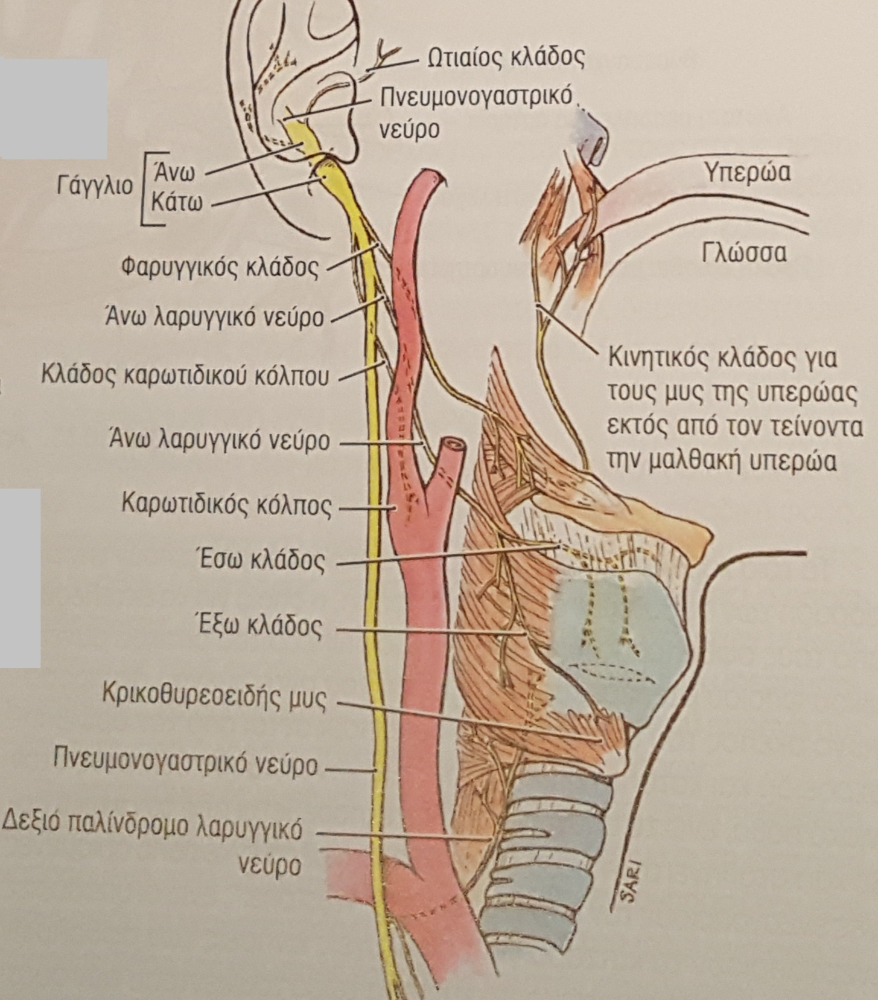 Ωτιαίος κλάδος
Πνευμονογαστρικό
νεύρο
Γάγγλιο
Άνω
Κάτω
Υπερώα
Γλώσσα
Φαρυγγικός κλάδος
Άνω λαρυγγικό νεύρο
Κλάδος καρωτιδικού κόλπου
Κινητικός κλάδος για
τους μυς της υπερώας
εκτός από τον τείνοντα
την μαλθακή υπερώα
Άνω λαρυγγικό νεύρο
Καρωτιδικός κόλπος
Έσω κλάδος
Έξω κλάδος
Κρικοθυρεοειδής μυς
Πνευμονογαστρικό νεύρο
Δεξιό παλίνδρομο λαρυγγικό
νεύρο
SARI